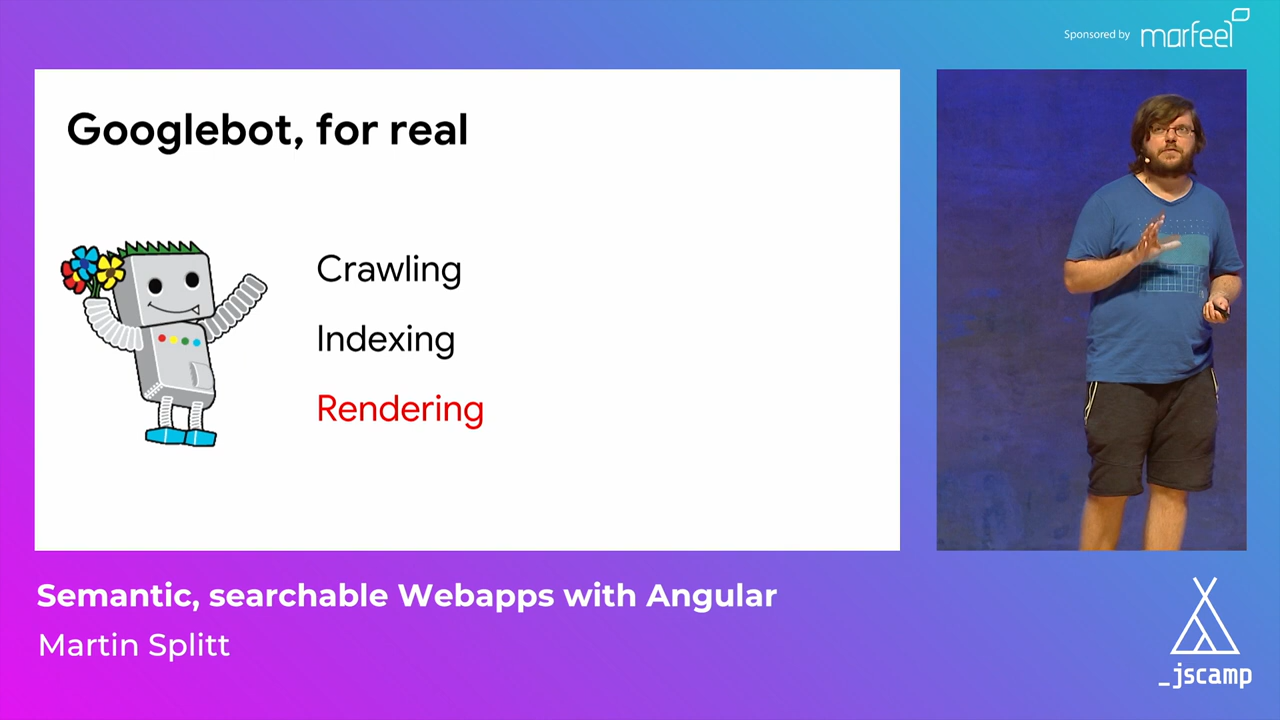 Sponsored by marfeel
Googlebot, for real
Crawling
Indexing
Rendering
Semantic, searchable Webapps with Angular
Martin Splitt
_jscamp